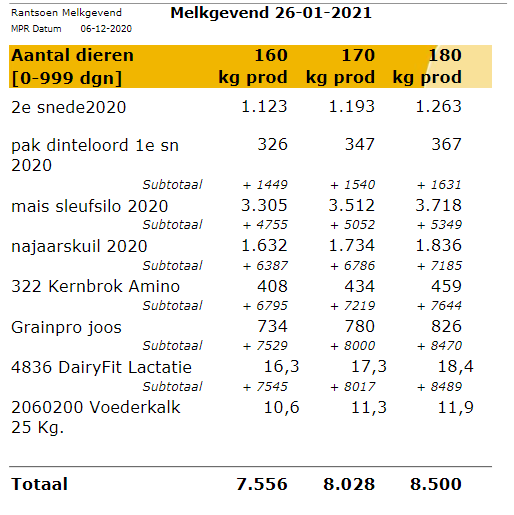 Rantsoen Melkgevend Melkgevend 26-01-2021
MPR Datum 06-12-2020
Aantal dieren 160 170 180
[0-999 dgn] kg prod kg prod kg prod
2e snede2020 1.123 1.193 1.263
pak dinteloord 1e sn 326 347 367
2020
Subtotaal + 1449 + 1540 + 1631
mais sleufsilo 2020 3.305 3.512 3.718
Subtotaal + 4755 + 5052 + 5349
najaarskuil 2020 1.632 1.734 1.836
Subtotaal + 6387 + 6786 + 7185
322 Kernbrok Amino 408 434 459
Subtotaal + 6795 + 7219 + 7644
Grainpro joos 734 780 826
Subtotaal + 7529 + 8000 + 8470
4836 DairyFit Lactatie 16,3 17,3 18,4
Subtotaal + 7545 + 8017 + 8489
2060200 Voederkalk 10,6 11,3 11,9
25 Kg.
Totaal 7.556 8.028 8.500